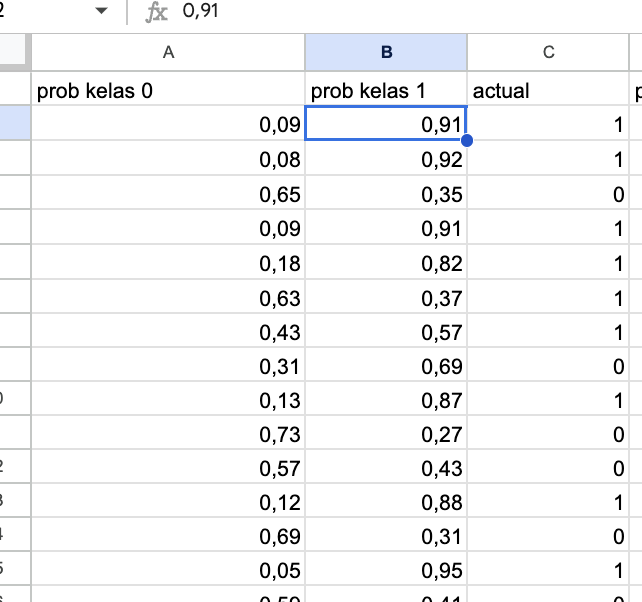 0,91
A B C
prob kelas 0 prob kelas 1 actual
0,09 0,91 1
0,08 0,92 1
0,65 0,35 0
0,09 0,91 1
0,18 0,82 1
0,63 0,37 1
0,43 0,57 1
0,31 0,69 0
0,13 0,87 1
0,73 0,27 0
0,57 0,43 0
0,12 0,88 1
0,69 0,31 0
0,05 0,95 1